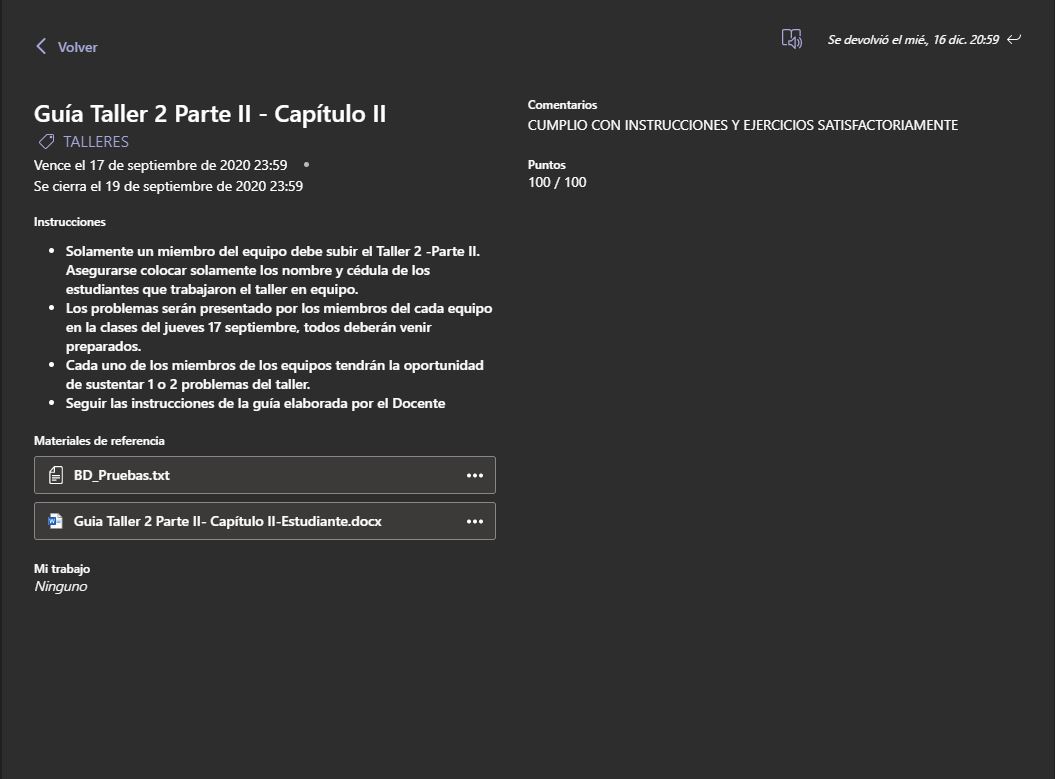 Volver
Se devolvió el mié., 16 dic. 20:59
Guía Taller 2 Parte II - Capítulo II
TALLERES
Vence el 17 de septiembre de 2020 23:59
Se cierra el 19 de septiembre de 2020 23:59
Instrucciones
• Solamente un miembro del equipo debe subir el Taller 2 -Parte II.
Asegurarse colocar solamente los nombre y cédula de los
estudiantes que trabajaron el taller en equipo.
• Los problemas serán presentado por los miembros del cada equipo
en la clases del jueves 17 septiembre, todos deberán venir
preparados.
• Cada uno de los miembros de los equipos tendrán la oportunidad
de sustentar 1 o 2 problemas del taller.
• Seguir las instrucciones de la guía elaborada por el Docente
Materiales de referencia
BD_Pruebas.txt
Guia Taller 2 Parte II- Capítulo II-Estudiante.docx
Mi trabajo
Ninguno
Comentarios
CUMPLIO CON INSTRUCCIONES Y EJERCICIOS SATISFACTORIAMENTE
Puntos
100 / 100